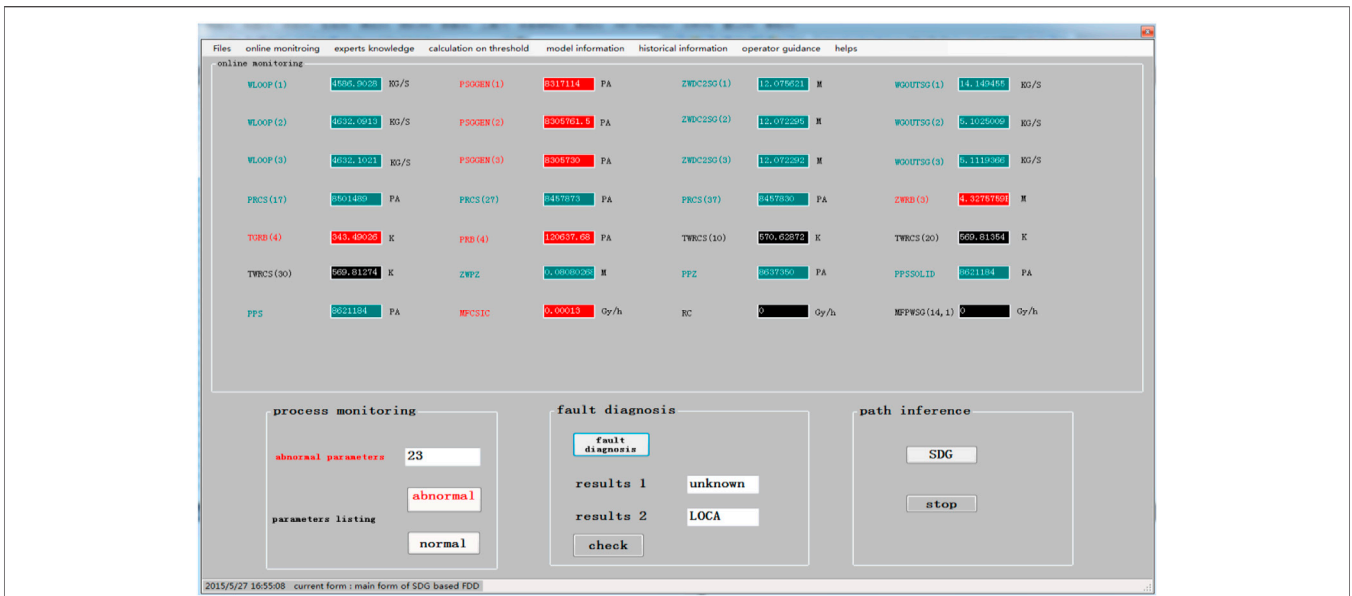 Files online monitroing experts knowledge calculation on threshold model information historical information operator guidance helps
online monitoring
WLOOP(1) 4586.9028 KG/S PSGGEN(1) 8317114 PA ZWDC2SG(1) 12.075621 M WGOUTSG(1) 14.149455 KG/S
WLOOP(2) 4632.0913 KG/S PSGGEN(2) 8305761.5 PA ZWDC2SG(2) 12.072295 M WGOUTSG(2) 5.1025009 KG/S
WLOOP(3) 4632.1021 KG/S PSGGEN(3) 8305730 PA ZWDC2SG(3) 12.072292 M WGOUTSG(3) 5.1119366 KG/S
PRCS(17) 8501489 PA PRCS(27) 8457873 PA PRCS(37) 8457830 PA ZWRB(3) M
TGRB(4) 343.49026 K PRB(4) 120637.68 PA TWRCS(10) 570.62872 K TWRCS(20) 569.81354 K
TWRCS(30) 569.81274 K ZWPZ M PPZ 8637350 PA PPSSOLID 8621184 PA
PPS 8621184 PA MFCSIC 0.00013 Gy/h RC 0 Gy/h MFPWSG(14,1) 0 Gy/h
process monitoring
abnormal parameters 23
abnormal
parameters listing
normal
fault diagnosis
fault
diagnosis
results 1 unknown
results 2 LOCA
check
path inference
SDG
stop
2015/5/27 16:55:08 current form : main form of SDG based FDD